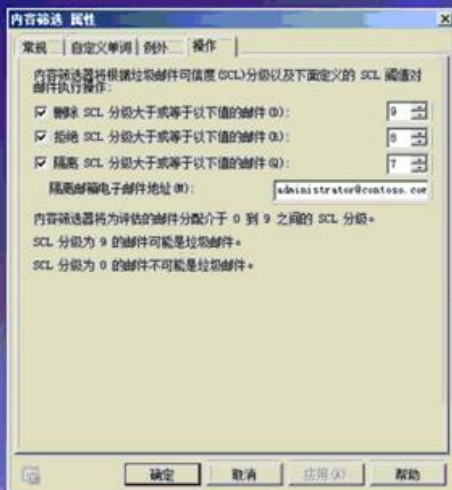 内容筛选 属性
常规 自定义单词 例外 操作
内容筛选器将根据垃圾邮件可信度(SCL)分级以及下面定义的 SCL 阈值对
邮件执行操作:
删除 SCL 分级大于或等于以下值的邮件(D): 9
拒绝 SCL 分级大于或等于以下值的邮件(R): 8
隔离 SCL 分级大于或等于以下值的邮件(Q): 7
隔离邮箱电子邮件地址(M): administrator@contoso.com
内容筛选器将为评估的邮件分配介于 0 到 9 之间的 SCL 分级。
SCL 分级为 9 的邮件可能是垃圾邮件。
SCL 分级为 0 的邮件不可能是垃圾邮件。
确定 取消 应用(A) 帮助